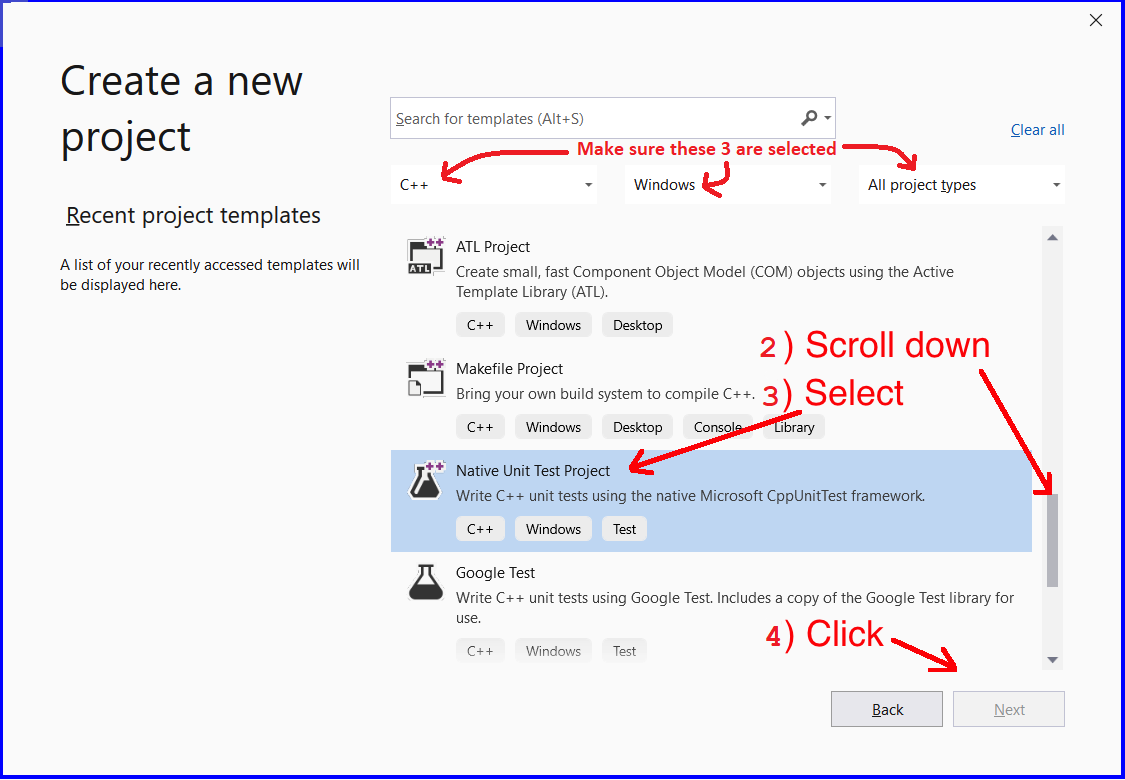 Create a new
project
Search for templates (Alt+S)
Clear all
Make sure these 3 are selected
C++
Windows
All project types
Recent project templates
A list of your recently accessed templates will
be displayed here.
ATL
ATL Project
Create small, fast Component Object Model (COM) objects using the Active
Template Library (ATL).
C++ Windows Desktop
2) Scroll down
Makefile Project
Bring your own build system to compile C++.
3) Select
C++ Windows Desktop Console Library
Native Unit Test Project
Write C++ unit tests using the native Microsoft CppUnitTest framework.
C++ Windows Test
Google Test
Write C++ unit tests using Google Test. Includes a copy of the Google Test library for
use.
4) Click
C++ Windows Test
Back
Next